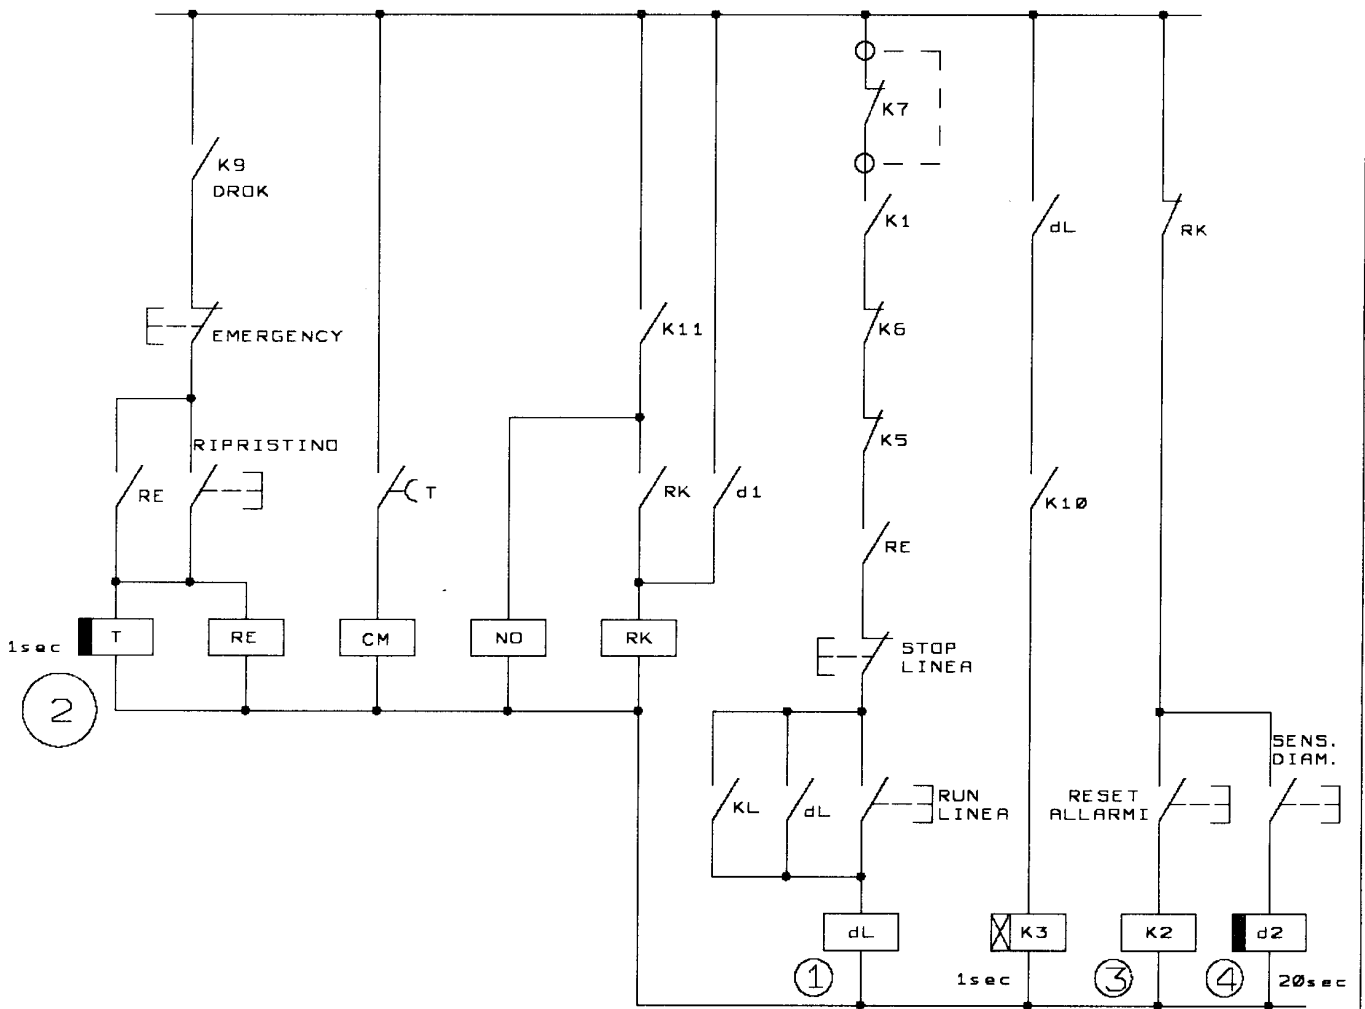 K7
K9
DROK
K1
dL
RK
EMERGENCY
K11
K6
RIPRISTINO
K5
RE
T
RK
d1
K10
RE
1sec
T
RE
CM
NO
RK
STOP
LINEA
2
SENS.
DIAM.
KL
dL
RUN
LINEA
RESET
ALLARMI
dL
K3
K2
d2
1
1sec
3
4
20sec